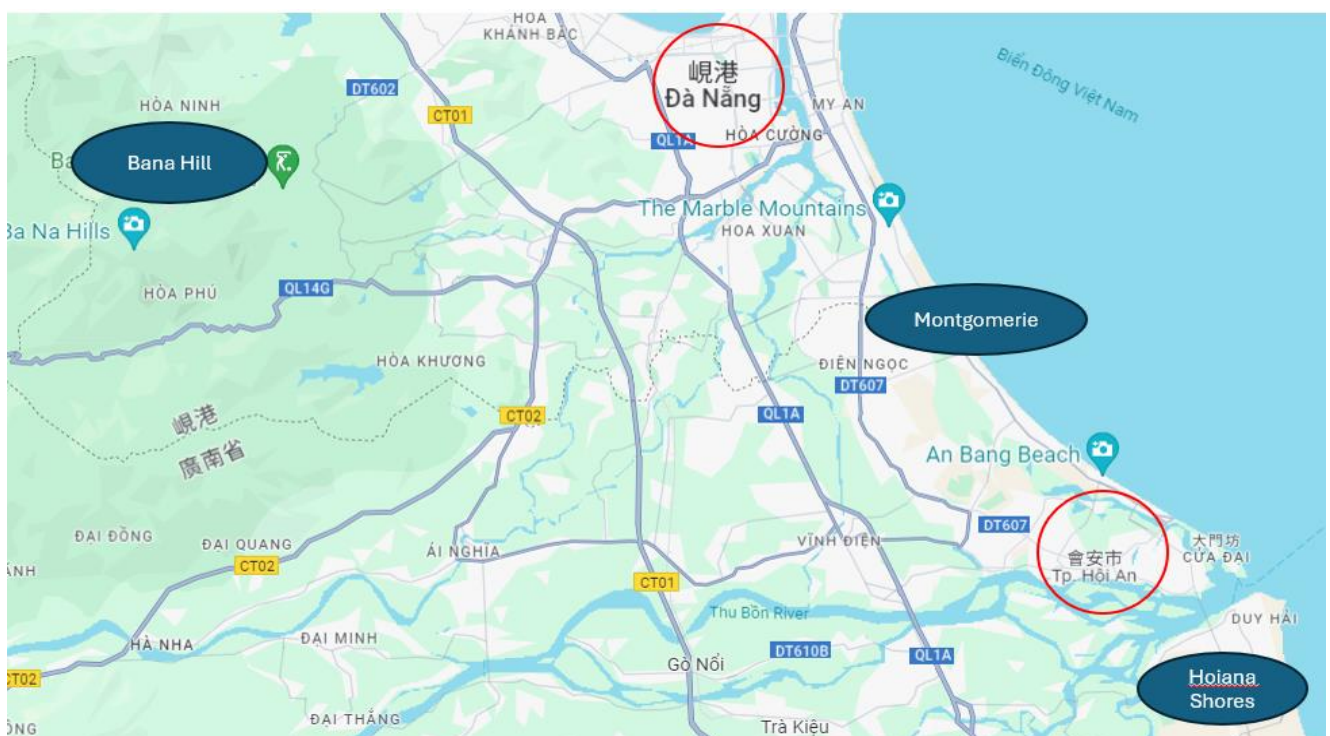 HÒA
KHÁNH BẮC
峴港
Đà Nẵng
Biển Đông Việt Nam
DT602
HÒA NINH
CT01
MY AN
HÒA CƯỜNG
QL1A
Ba
Bana Hill
The Marble Mountains
HOA XUAN
Ba Na Hills
HÒA PHÚ
QL14G
Montgomerie
HÒA KHƯƠNG
ĐIỆN NGỌC
DT607
CT02
QL1A
峴港
廣南省
An Bang Beach
DT607
ĐẠI ĐỒNG
ĐẠI QUANG
ÁI NGHĨA
VĨNH ĐIỆN
大門坊
CỬA ĐẠI
會安市
Tp. Hội An
ÁNH
CT02
CT01
Thu Bồn River
DUY HẢI
HÀ NHA
ĐẠI MINH
DT610B
QL1A
Gò Nổi
CT02
Hoiana
Shores
ĐẠI THẮNG
Trà Kiệu